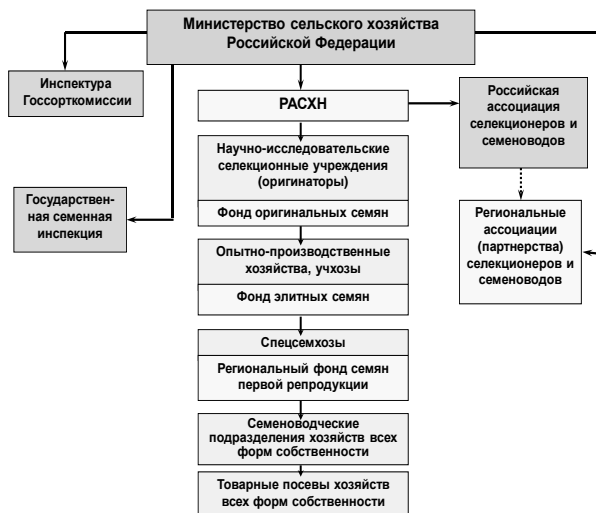 Министерство сельского хозяйства
Российской Федерации
Инспектура
Госсорткомиссии
РАСХН
Российская
ассоциация
селекционеров и
семеноводов
Научно-исследовательские
селекционные учреждения
(оригинаторы)
Фонд оригинальных семян
Государствен-
ная семенная
инспекция
Региональные
ассоциации
(партнерства)
селекционеров и
семеноводов
Опытно-производственные
хозяйства, учхозы
Фонд элитных семян
Спецсемхозы
Региональный фонд семян
первой репродукции
Семеноводческие
подразделения хозяйств всех
форм собственности
Товарные посевы хозяйств
всех форм собственности